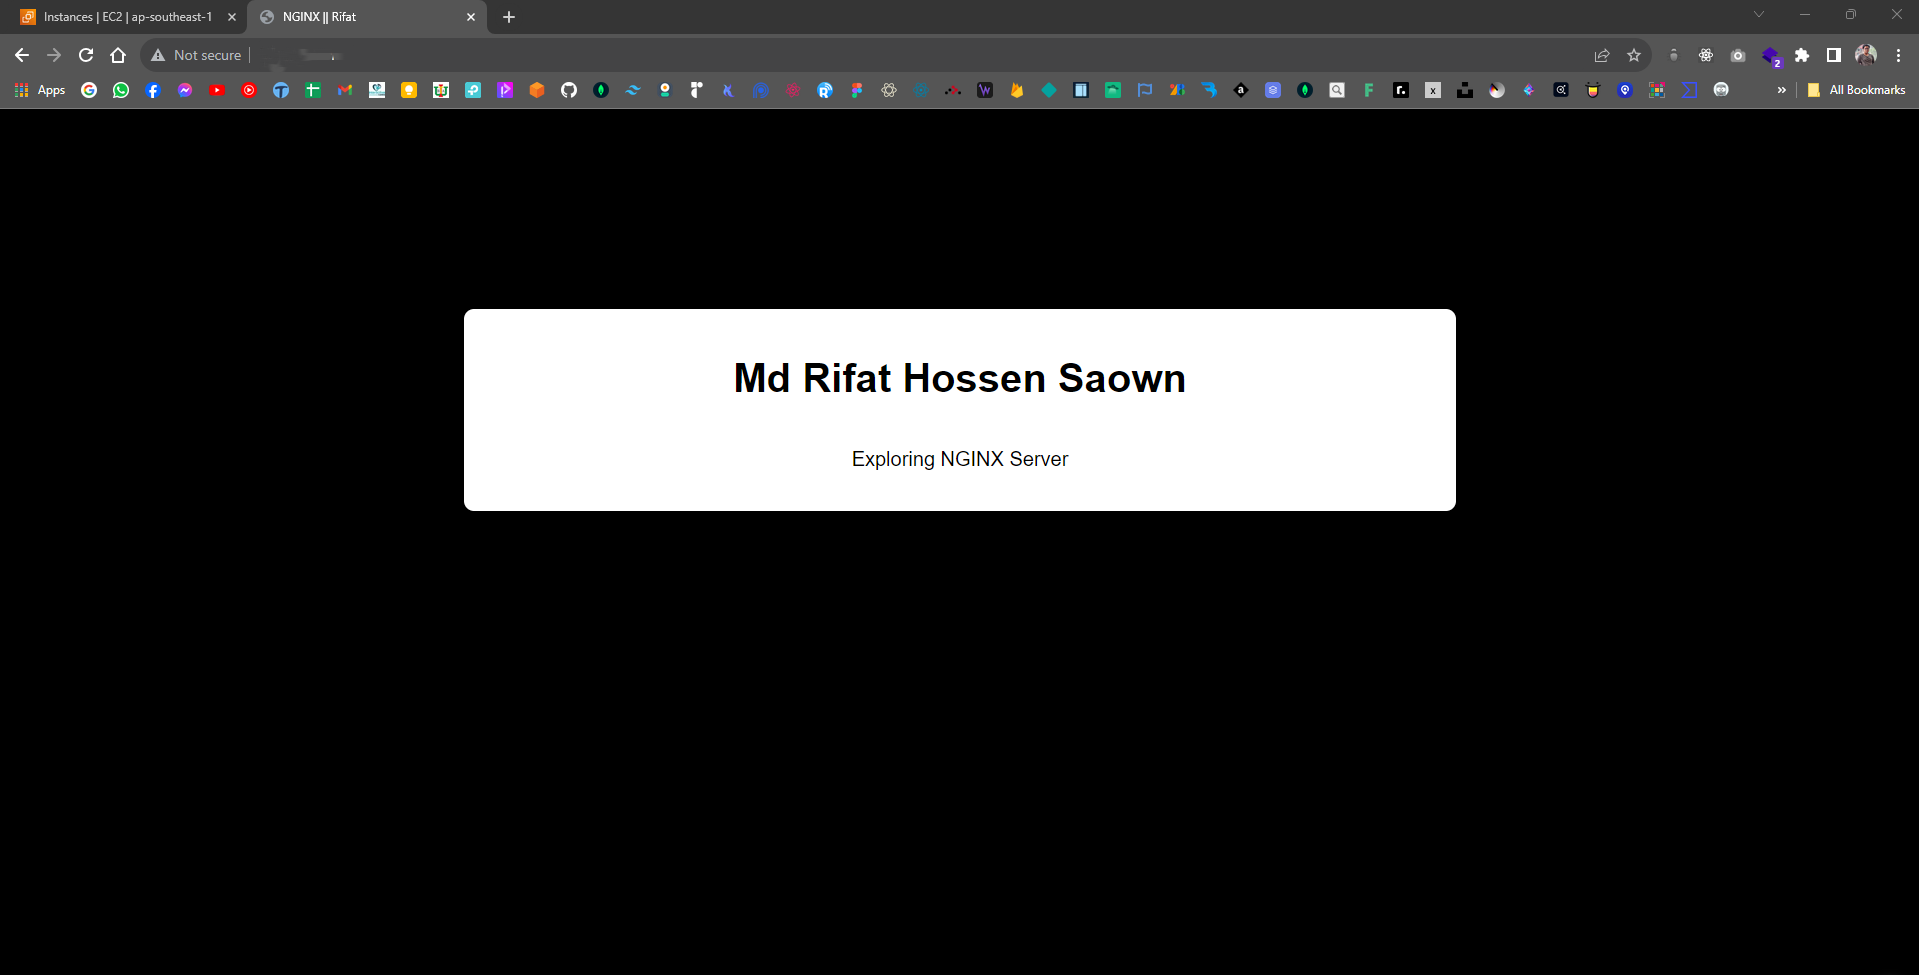 Instances | EC2 | ap-southeast-1
NGINX || Rifat
Not secure
2
Apps
All Bookmarks
Md Rifat Hossen Saown
Exploring NGINX Server